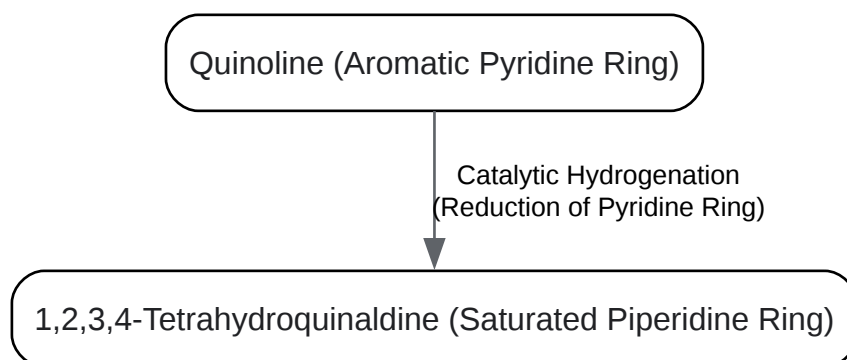 Quinoline (Aromatic Pyridine Ring)
Catalytic Hydrogenation
(Reduction of Pyridine Ring)
1,2,3,4-Tetrahydroquinaldine (Saturated Piperidine Ring)